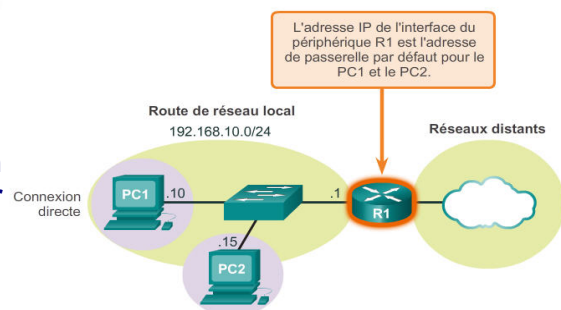 L'adresse IP de l'interface du
périphérique R1 est l'adresse
de passerelle par défaut pour le
PC1 et le PC2.
Route de réseau local
192.168.10.0/24
Réseaux distants
Connexion
directe
PC1
.10
.1
R1
.15
PC2